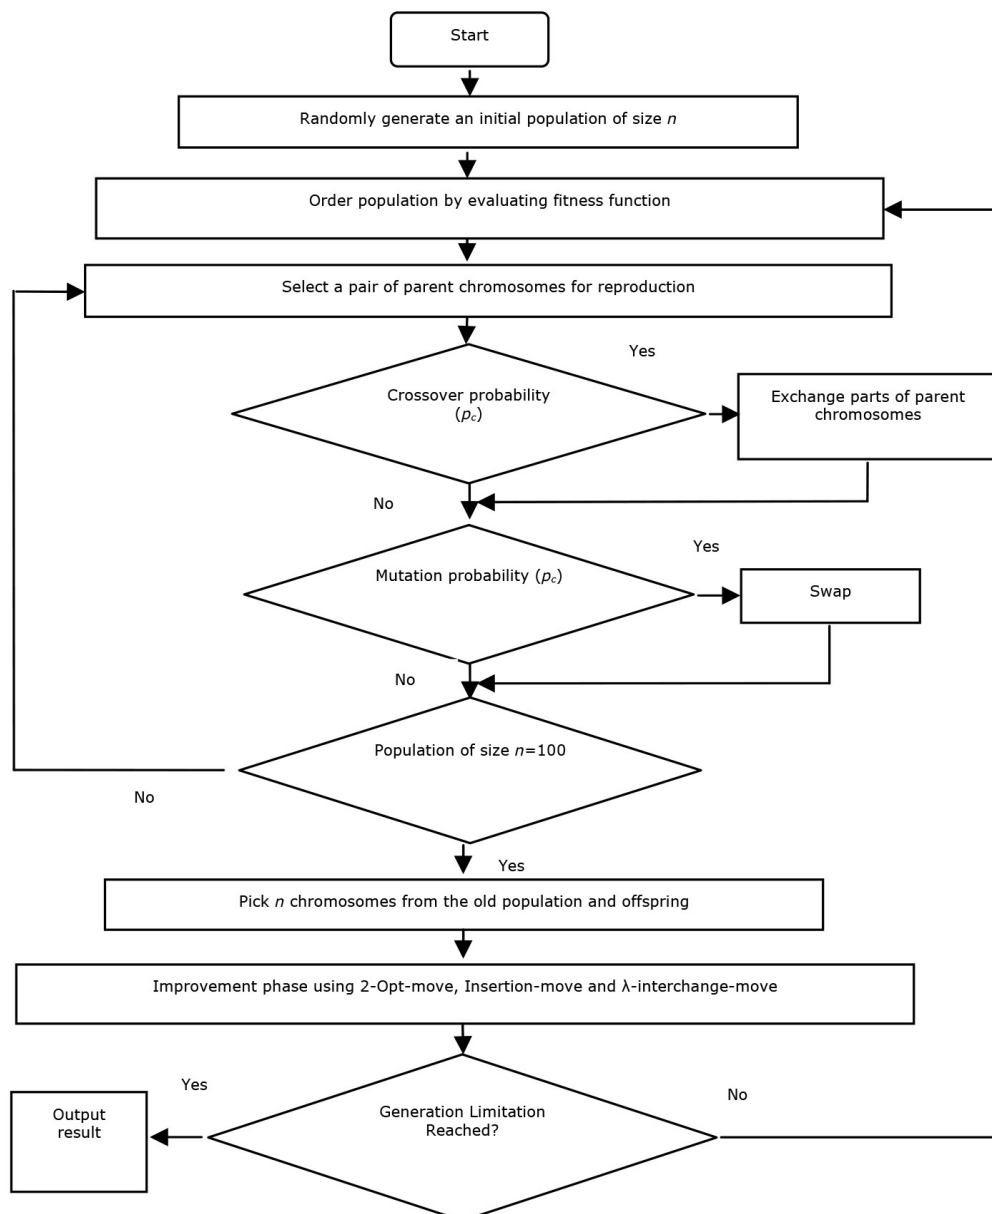 Start
Randomly generate an initial population of size n
Order population by evaluating fitness function
Select a pair of parent chromosomes for reproduction
Yes
Crossover probability
(pc)
Exchange parts of parent
chromosomes
No
Yes
Mutation probability (pc)
Swap
No
Population of size n=100
No
Yes
Pick n chromosomes from the old population and offspring
Improvement phase using 2-Opt-move, Insertion-move and λ-interchange-move
Yes
No
Generation Limitation
Reached?
Output
result